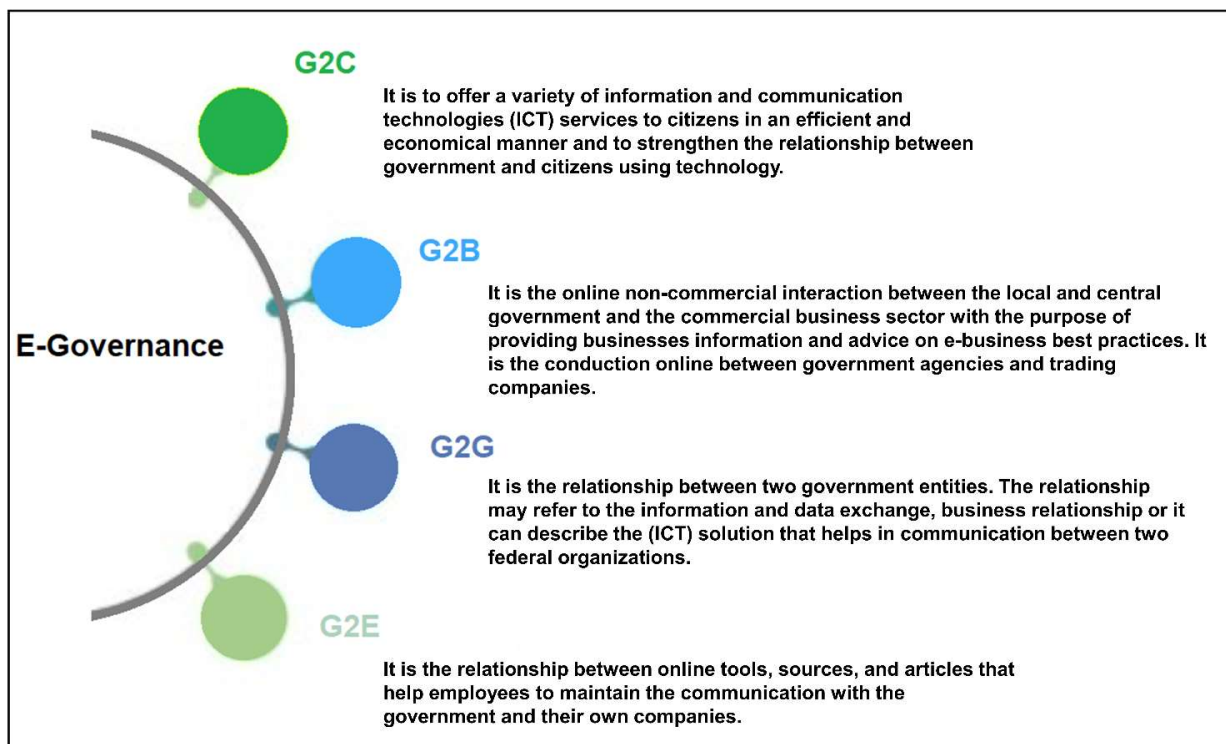 G2C
It is to offer a variety of information and communication
technologies (ICT) services to citizens in an efficient and
economical manner and to strengthen the relationship between
government and citizens using technology.
G2B
It is the online non-commercial interaction between the local and central
government and the commercial business sector with the purpose of
providing businesses information and advice on e-business best practices. It
is the conduction online between government agencies and trading
companies.
E-Governance
G2G
It is the relationship between two government entities. The relationship
may refer to the information and data exchange, business relationship or it
can describe the (ICT) solution that helps in communication between two
federal organizations.
G2E
It is the relationship between online tools, sources, and articles that
help employees to maintain the communication with the
government and their own companies.